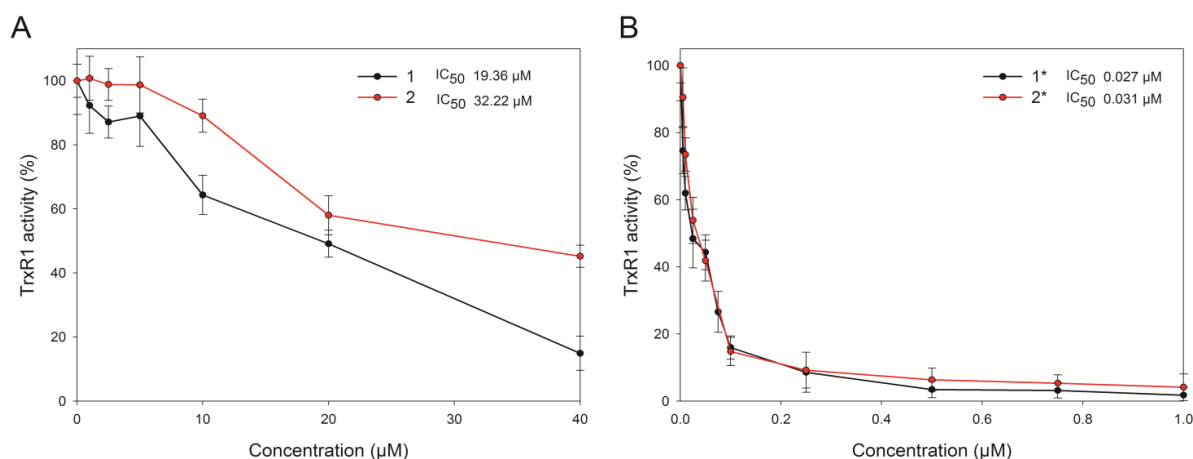 A
1 IC50 19.36 µM
2 IC50 32.22 µM
TrxR1 activity (%)
100
80
60
40
20
0
0 10 20 30 40
Concentration (µM)
B
1* IC50 0.027 µM
2* IC50 0.031 µM
TrxR1 activity (%)
100
80
60
40
20
0
0.0 0.2 0.4 0.6 0.8 1.0
Concentration (µM)